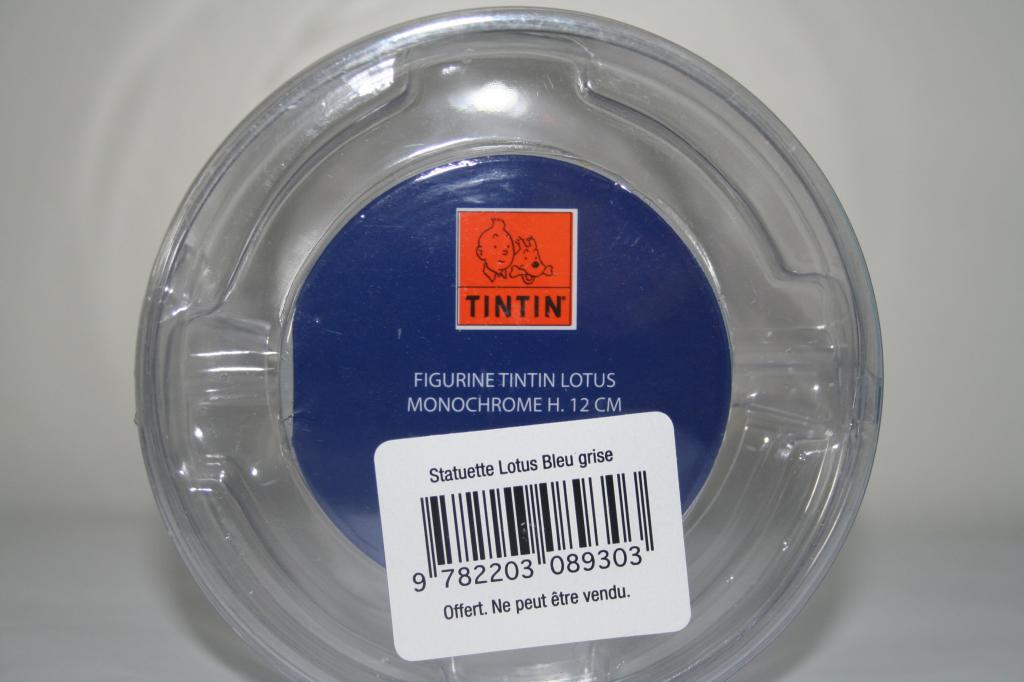 TINTIN
FIGURINE TINTIN LOTUS
MONOCHROME H. 12 CM
Statuette Lotus Bleu grise
9 782203 089303
Offert. Ne peut être vendu.